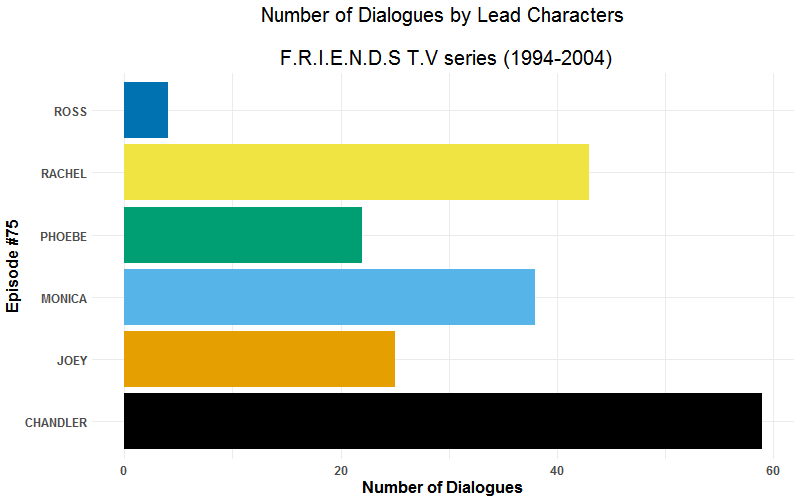 Number of Dialogues by Lead Characters
F.R.I.E.N.D.S T.V series (1994-2004)
Episode #75
ROSS
RACHEL
PHOEBE
MONICA
JOEY
CHANDLER
0 20 40 60
Number of Dialogues